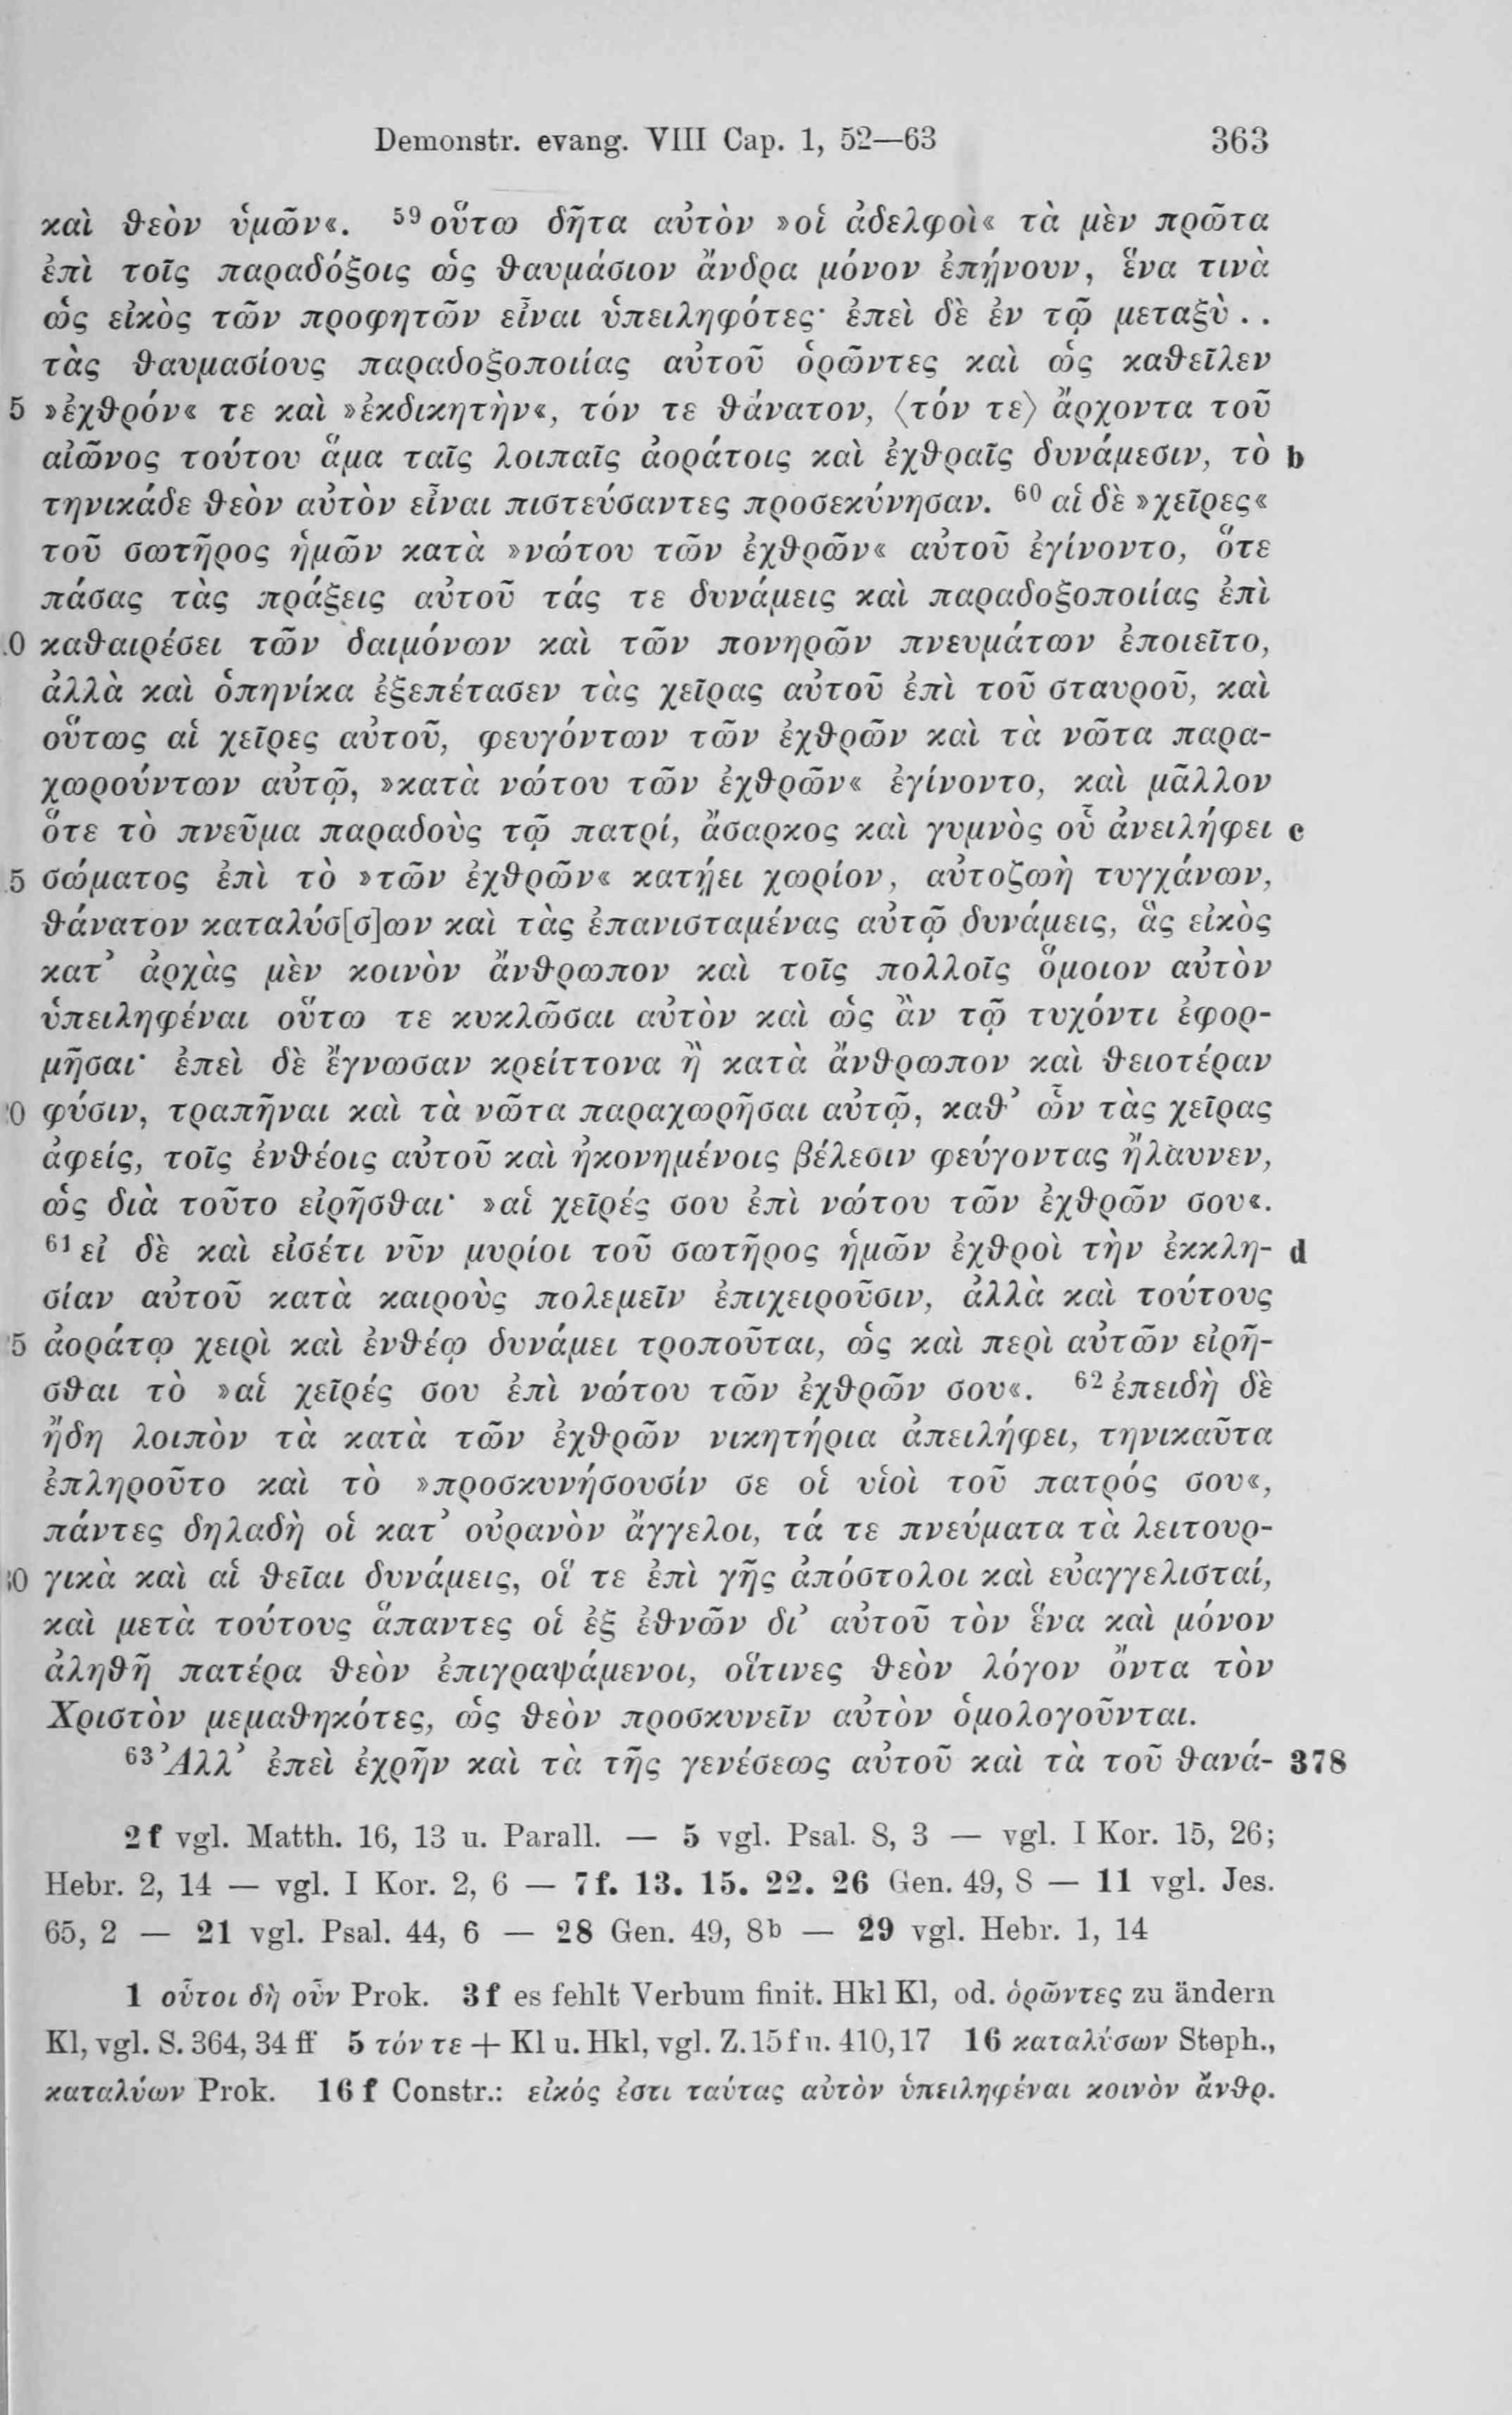 Demonstr. evang. VIII Cap. 1, 52—63 363
καὶ θεὸν ὑμῶν«. ⁵⁹ οὕτω δῆτα αὐτὸν »οἱ ἀδελφοὶ« τὰ μὲν πρῶτα
ἐπὶ τοῖς παραδόξοις ὡς θαυμάσιον ἄνδρα μόνον ἐπῄνουν, ἕνα τινὰ
ὡς εἰκὸς τῶν προφητῶν εἶναι ὑπειληφότες· ἐπεὶ δὲ ἐν τῷ μεταξὺ . .
τὰς θαυμασίους παραδοξοποιίας αὐτοῦ ὁρῶντες καὶ ὡς καθεῖλεν
5 »ἐχθρόν« τε καὶ »ἐκδικητὴν«, τόν τε θάνατον, ⟨τόν τε⟩ ἄρχοντα τοῦ
αἰῶνος τούτου ἅμα ταῖς λοιπαῖς ἀοράτοις καὶ ἐχθραῖς δυνάμεσιν, τὸ b
τηνικάδε θεὸν αὐτὸν εἶναι πιστεύσαντες προσεκύνησαν. ⁶⁰ αἱ δὲ »χεῖρες«
τοῦ σωτῆρος ἡμῶν κατὰ »νώτου τῶν ἐχθρῶν« αὐτοῦ ἐγίνοντο, ὅτε
πάσας τὰς πράξεις αὐτοῦ τάς τε δυνάμεις καὶ παραδοξοποιίας ἐπὶ
0 καθαιρέσει τῶν δαιμόνων καὶ τῶν πονηρῶν πνευμάτων ἐποιεῖτο,
ἀλλὰ καὶ ὁπηνίκα ἐξεπέτασεν τὰς χεῖρας αὐτοῦ ἐπὶ τοῦ σταυροῦ, καὶ
οὕτως αἱ χεῖρες αὐτοῦ, φευγόντων τῶν ἐχθρῶν καὶ τὰ νῶτα παρα-
χωρούντων αὐτῷ, »κατὰ νώτου τῶν ἐχθρῶν« ἐγίνοντο, καὶ μᾶλλον
ὅτε τὸ πνεῦμα παραδοὺς τῷ πατρί, ἄσαρκος καὶ γυμνὸς οὗ ἀνειλήφει c
5 σώματος ἐπὶ τὸ »τῶν ἐχθρῶν« κατῄει χωρίον, αὐτοζωὴ τυγχάνων,
θάνατον καταλύσ[σ]ων καὶ τὰς ἐπανισταμένας αὐτῷ δυνάμεις, ἃς εἰκὸς
κατ’ ἀρχὰς μὲν κοινὸν ἄνθρωπον καὶ τοῖς πολλοῖς ὅμοιον αὐτὸν
ὑπειληφέναι οὕτω τε κυκλῶσαι αὐτὸν καὶ ὡς ἂν τῷ τυχόντι ἐφορ-
μῆσαι· ἐπεὶ δὲ ἔγνωσαν κρείττονα ἢ κατὰ ἄνθρωπον καὶ θειοτέραν
0 φύσιν, τραπῆναι καὶ τὰ νῶτα παραχωρῆσαι αὐτῷ, καθ’ ὧν τὰς χεῖρας
ἀφείς, τοῖς ἐνθέοις αὐτοῦ καὶ ἠκονημένοις βέλεσιν φεύγοντας ἤλαυνεν,
ὡς διὰ τοῦτο εἰρῆσθαι· »αἱ χεῖρές σου ἐπὶ νώτου τῶν ἐχθρῶν σου«.
⁶¹ εἰ δὲ καὶ εἰσέτι νῦν μυρίοι τοῦ σωτῆρος ἡμῶν ἐχθροὶ τὴν ἐκκλη- d
σίαν αὐτοῦ κατὰ καιροὺς πολεμεῖν ἐπιχειροῦσιν, ἀλλὰ καὶ τούτους
5 ἀοράτῳ χειρὶ καὶ ἐνθέῳ δυνάμει τροποῦται, ὡς καὶ περὶ αὐτῶν εἰρῆ-
σθαι τὸ »αἱ χεῖρές σου ἐπὶ νώτου τῶν ἐχθρῶν σου«. ⁶² ἐπειδὴ δὲ
ἤδη λοιπὸν τὰ κατὰ τῶν ἐχθρῶν νικητήρια ἀπειλήφει, τηνικαῦτα
ἐπληροῦτο καὶ τὸ »προσκυνήσουσίν σε οἱ υἱοὶ τοῦ πατρός σου«,
πάντες δηλαδὴ οἱ κατ’ οὐρανὸν ἄγγελοι, τά τε πνεύματα τὰ λειτουρ-
0 γικὰ καὶ αἱ θεῖαι δυνάμεις, οἵ τε ἐπὶ γῆς ἀπόστολοι καὶ εὐαγγελισταί,
καὶ μετὰ τούτους ἅπαντες οἱ ἐξ ἐθνῶν δι’ αὐτοῦ τὸν ἕνα καὶ μόνον
ἀληθῆ πατέρα θεὸν ἐπιγραψάμενοι, οἵτινες θεὸν λόγον ὄντα τὸν
Χριστὸν μεμαθηκότες, ὡς θεὸν προσκυνεῖν αὐτὸν ὁμολογοῦνται.
⁶³ Ἀλλ’ ἐπεὶ ἐχρῆν καὶ τὰ τῆς γενέσεως αὐτοῦ καὶ τὰ τοῦ θανά- 378
2 f vgl. Matth. 16, 13 u. Parall. — 5 vgl. Psal. 8, 3 — vgl. I Kor. 15, 26;
Hebr. 2, 14 — vgl. I Kor. 2, 6 — 7 f. 13. 15. 22. 26 Gen. 49, 8 — 11 vgl. Jes.
65, 2 — 21 vgl. Psal. 44, 6 — 28 Gen. 49, 8b — 29 vgl. Hebr. 1, 14
1 οὗτοι δὴ οὖν Prok. 3 f es fehlt Verbum finit. Hkl Kl, od. ὁρῶντες zu ändern
Kl, vgl. S. 364, 34 ff 5 τόν τε + Kl u. Hkl, vgl. Z. 15 f u. 410, 17 16 καταλύσων Steph.,
καταλύων Prok. 16 f Constr.: εἰκός ἐστι ταύτας αὐτὸν ὑπειληφέναι κοινὸν ἄνθρ.